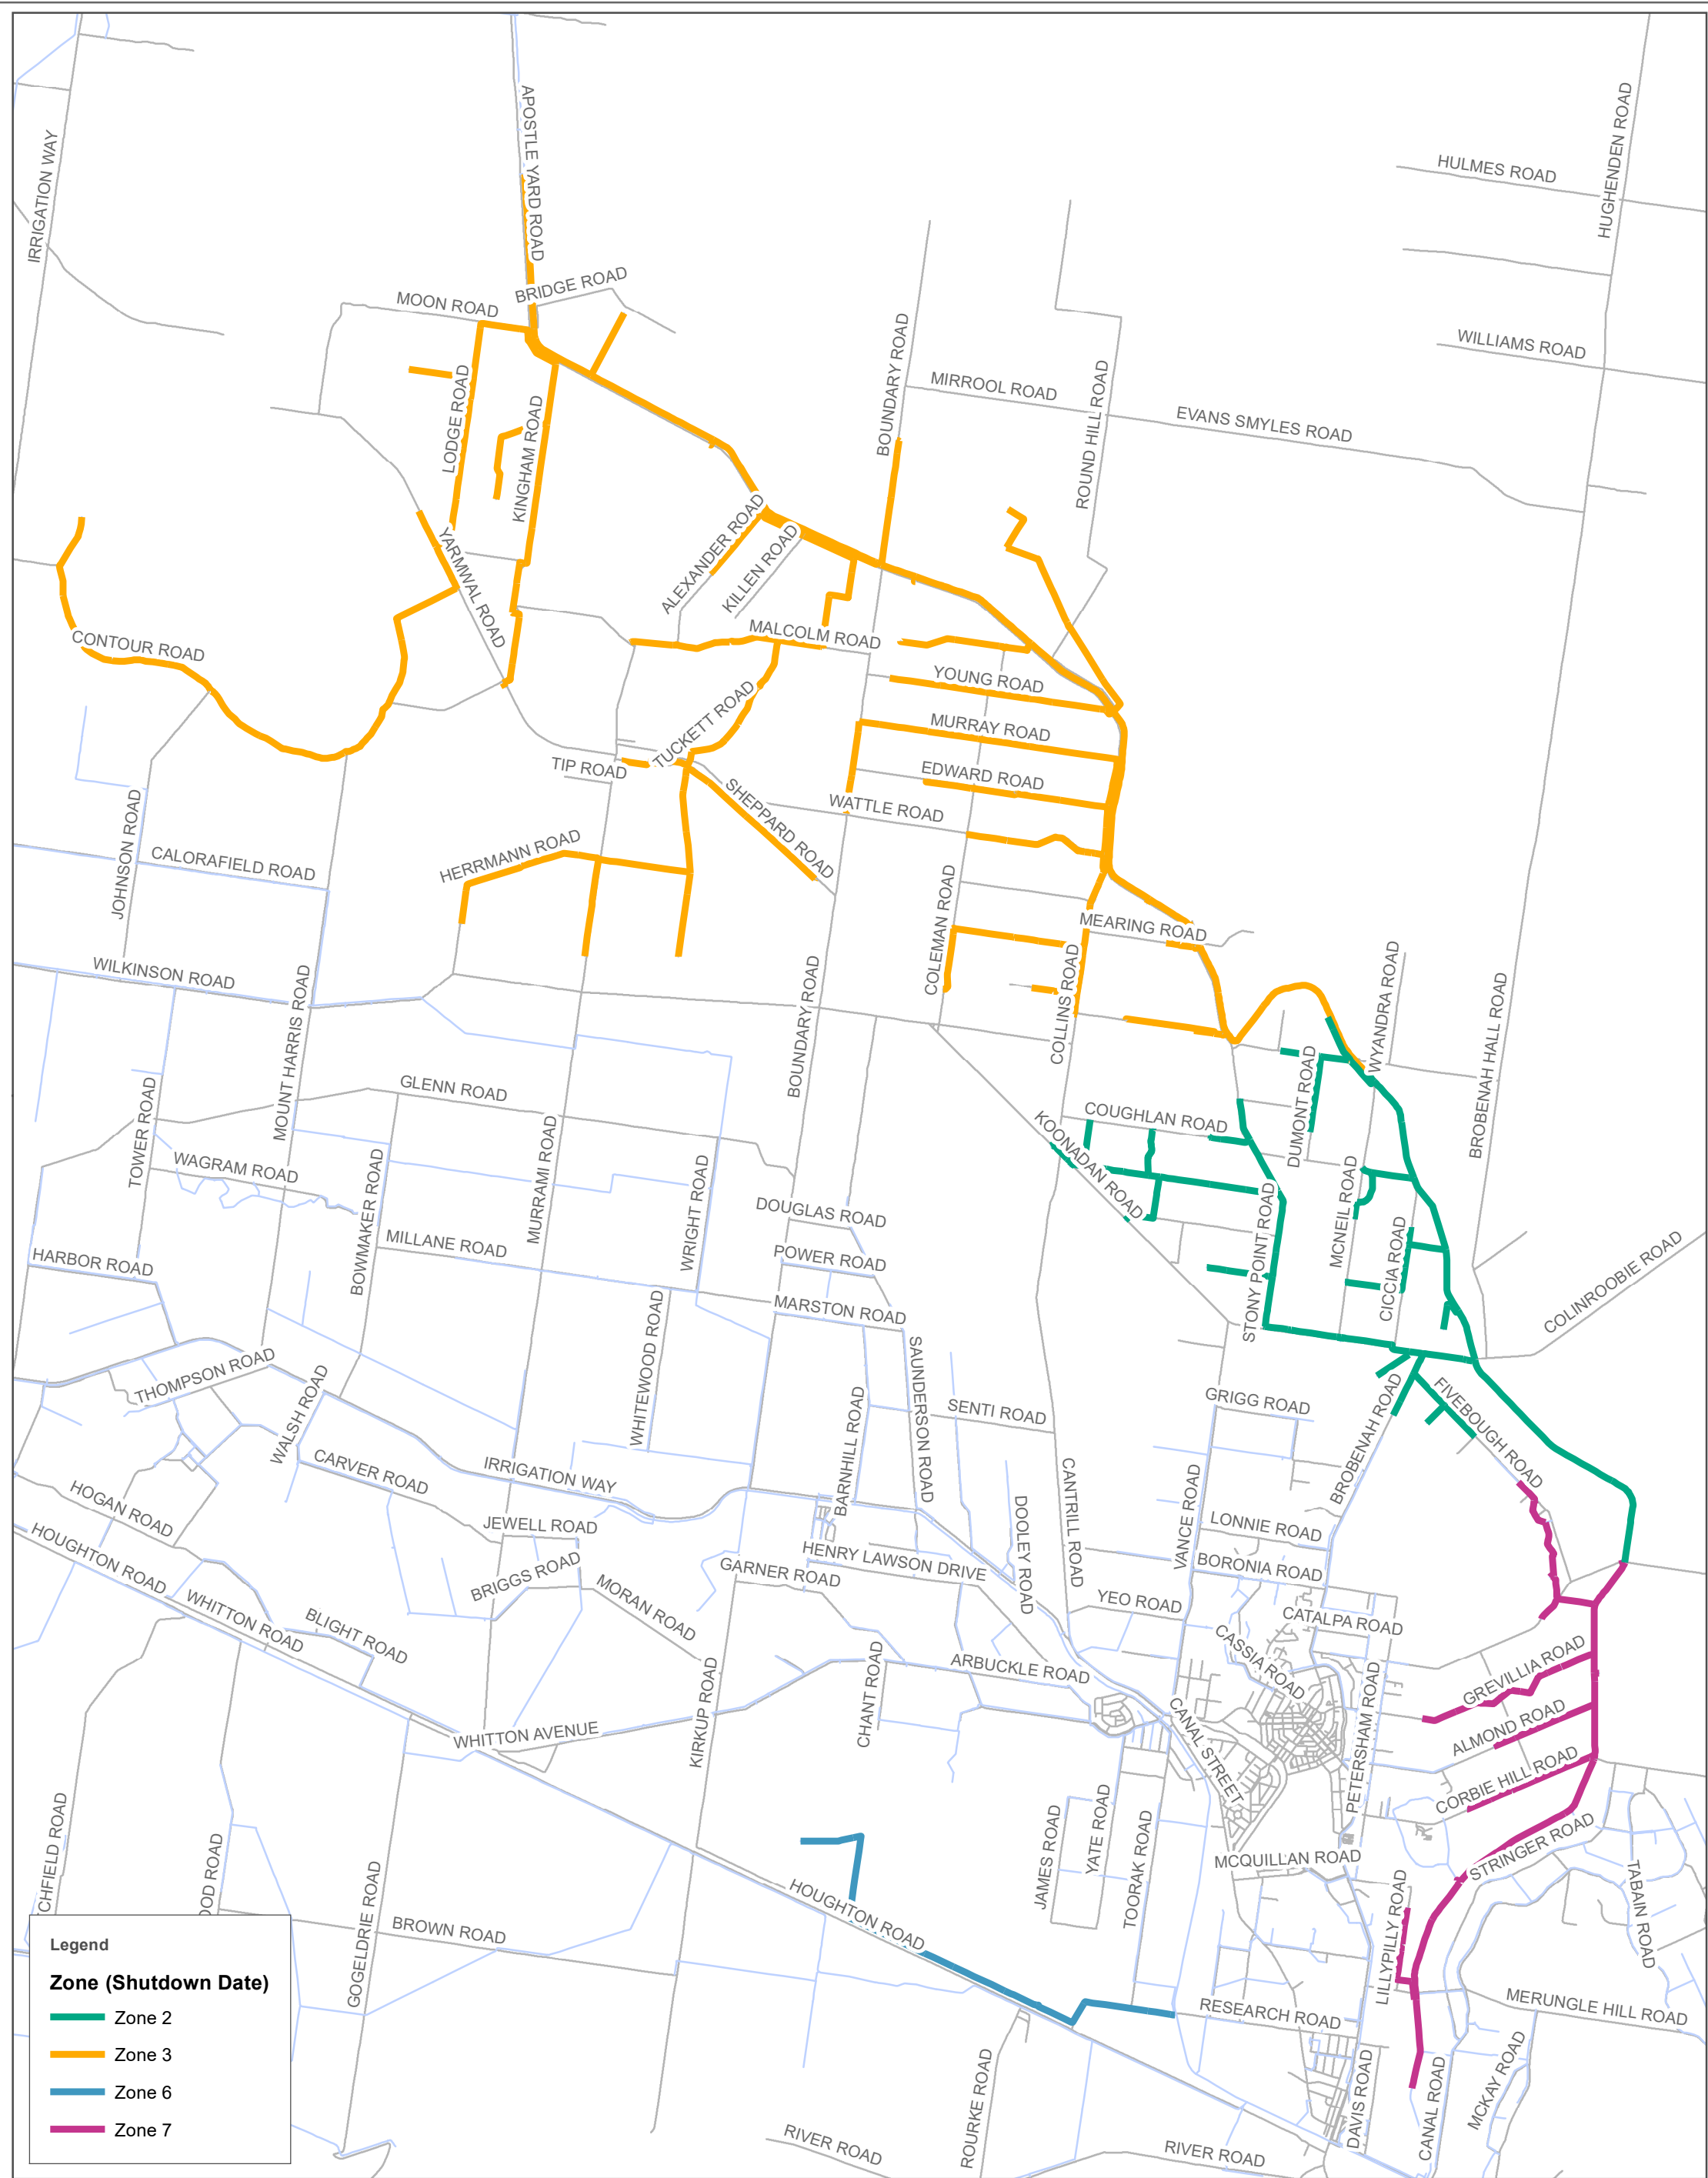 IRRIGATION WAY
APOSTLE YARD ROAD
HUGHENDEN ROAD
HULMES ROAD
BRIDGE ROAD
MOON ROAD
WILLIAMS ROAD
BOUNDARY ROAD
MIRROOL ROAD
ROUND HILL ROAD
EVANS SMYLES ROAD
LODGE ROAD
KINGHAM ROAD
ALEXANDER ROAD
KILLEN ROAD
YARMWAL ROAD
CONTOUR ROAD
MALCOLM ROAD
YOUNG ROAD
TUCKETT ROAD
MURRAY ROAD
TIP ROAD
EDWARD ROAD
SHEPPARD ROAD
WATTLE ROAD
JOHNSON ROAD
CALORAFIELD ROAD
HERRMANN ROAD
COLEMAN ROAD
MEARING ROAD
WILKINSON ROAD
MOUNT HARRIS ROAD
BOUNDARY ROAD
COLLINS ROAD
WYANDRA ROAD
BROBENAH HALL ROAD
DUMONT ROAD
GLENN ROAD
TOWER ROAD
COUGHLAN ROAD
KOONADAN ROAD
WAGRAM ROAD
BOWMAKER ROAD
MURRAMI ROAD
WRIGHT ROAD
DOUGLAS ROAD
STONY POINT ROAD
MCNEIL ROAD
CICCIA ROAD
HARBOR ROAD
MILLANE ROAD
POWER ROAD
COLINROOBIE ROAD
MARSTON ROAD
WHITEWOOD ROAD
SAUNDERSON ROAD
THOMPSON ROAD
WALSH ROAD
BARNHILL ROAD
SENTI ROAD
GRIGG ROAD
BROBENAH ROAD
FIVEBOUGH ROAD
CARVER ROAD
IRRIGATION WAY
CANTRILL ROAD
VANCE ROAD
HOGAN ROAD
JEWELL ROAD
DOOLEY ROAD
LONNIE ROAD
HOUGHTON ROAD
BRIGGS ROAD
HENRY LAWSON DRIVE
GARNER ROAD
BORONIA ROAD
MORAN ROAD
YEO ROAD
CATALPA ROAD
WHITTON ROAD
BLIGHT ROAD
CASSIA ROAD
ARBUCKLE ROAD
GREVILLIA ROAD
KIRKUP ROAD
CHANT ROAD
PETERSHAM ROAD
WHITTON AVENUE
CANAL STREET
ALMOND ROAD
CORBIE HILL ROAD
CHFIELD ROAD
OOD ROAD
JAMES ROAD
YATE ROAD
TOORAK ROAD
MCQUILLAN ROAD
STRINGER ROAD
TABAIN ROAD
HOUGHTON ROAD
LILLYPILLY ROAD
GOGELDRIE ROAD
BROWN ROAD
RESEARCH ROAD
MERUNGLE HILL ROAD
ROURKE ROAD
DAVIS ROAD
CANAL ROAD
MCKAY ROAD
RIVER ROAD
RIVER ROAD
Legend
Zone (Shutdown Date)
Zone 2
Zone 3
Zone 6
Zone 7